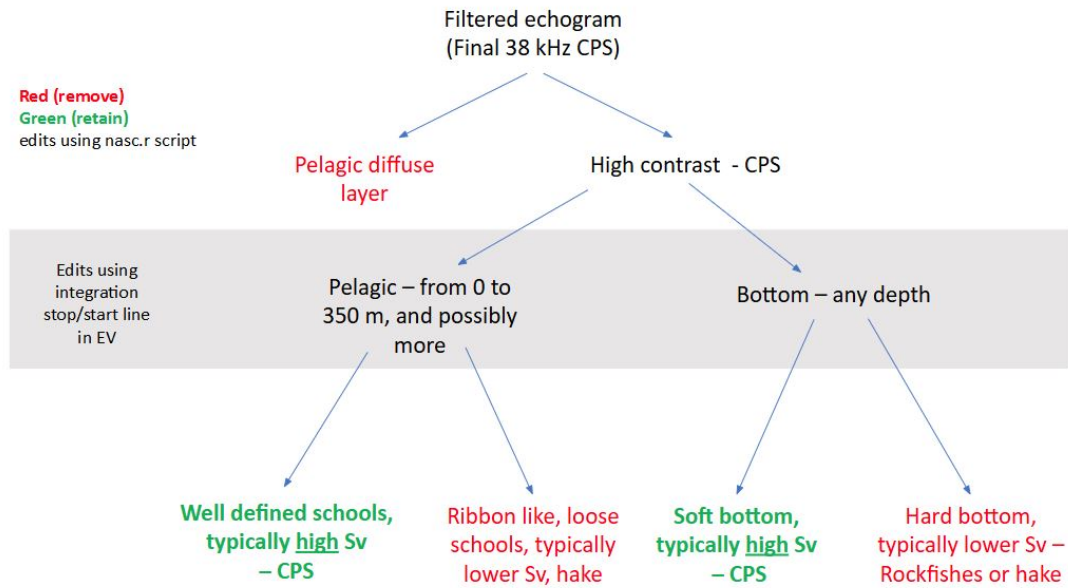 Filtered echogram
(Final 38 kHz CPS)
Red (remove)
Green (retain)
edits using nasc.r script
Pelagic diffuse
layer
High contrast  - CPS
Edits using
integration
stop/start line
in EV
Pelagic – from 0 to
350 m, and possibly
more
Bottom – any depth
Well defined schools,
typically high Sv
– CPS
Ribbon like, loose
schools, typically
lower Sv, hake
Soft bottom,
typically high Sv
– CPS
Hard bottom,
typically lower Sv –
Rockfishes or hake